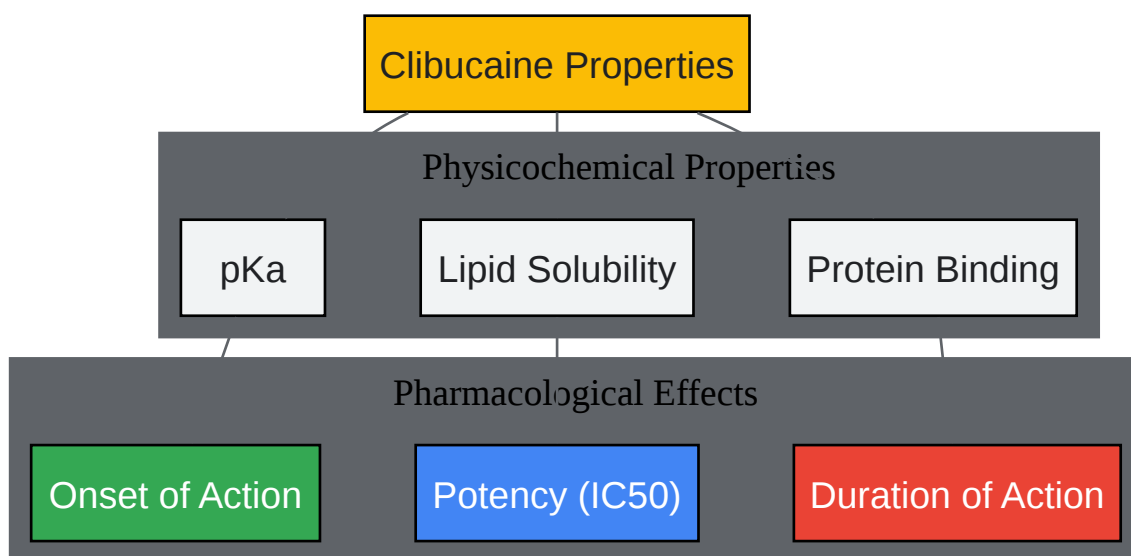 Clibucaine Properties
Physicochemical Properties
pKa
Lipid Solubility
Protein Binding
Pharmacological Effects
Onset of Action
Potency (IC50)
Duration of Action